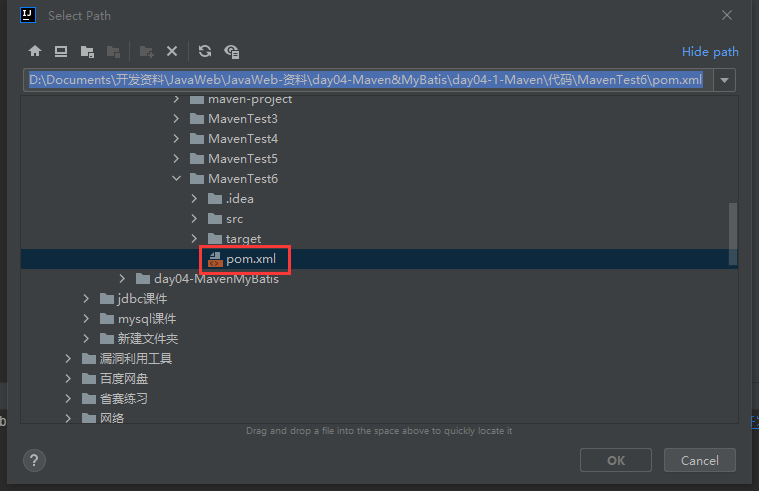 Select Path
Hide path
D:\Documents\开发资料\JavaWeb\JavaWeb-资料\day04-Maven&MyBatis\day04-1-Maven\代码\MavenTest6\pom.xml
maven-project
MavenTest3
MavenTest4
MavenTest5
MavenTest6
.idea
src
target
pom.xml
day04-MavenMyBatis
jdbc课件
mysql课件
新建文件夹
漏洞利用工具
百度网盘
省赛练习
网络
Drag and drop a file into the space above to quickly locate it
?
OK
Cancel